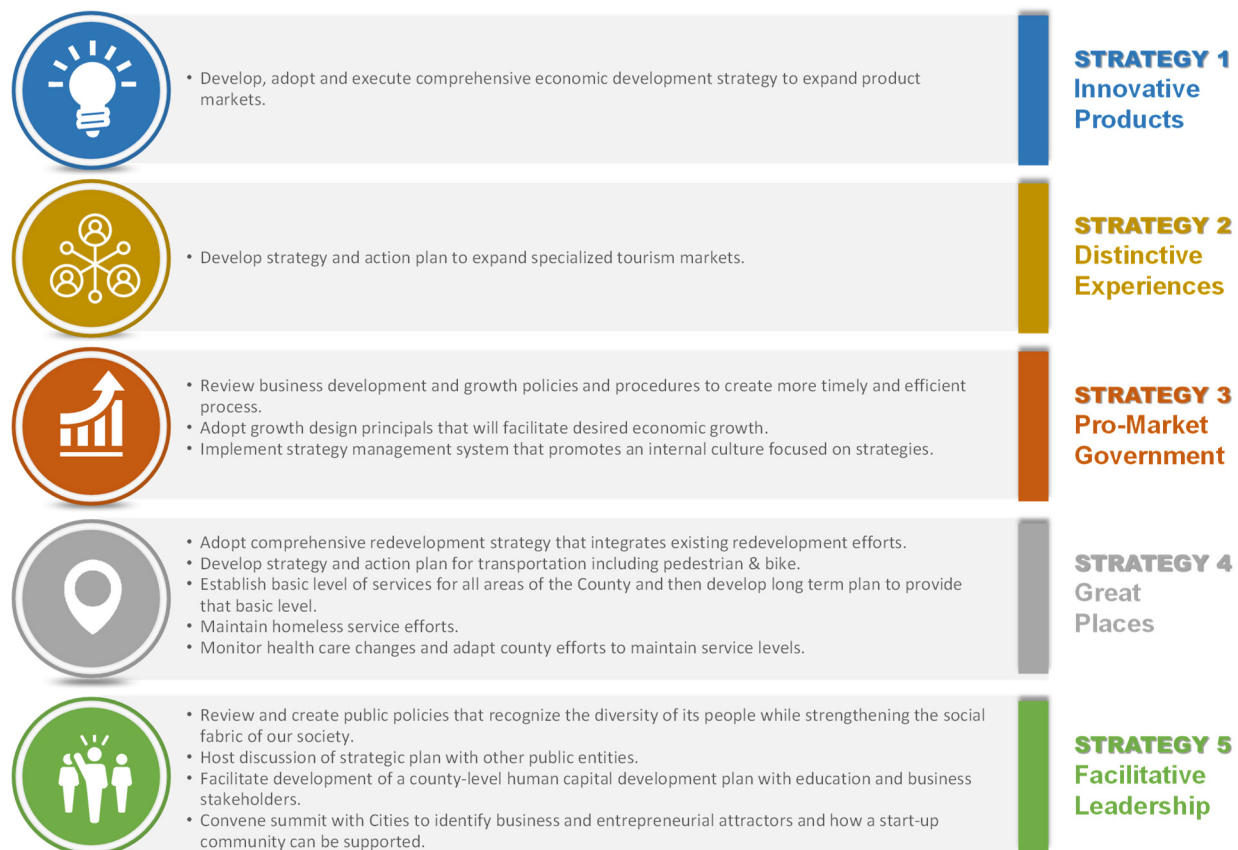 • Develop, adopt and execute comprehensive economic development strategy to expand product
markets.
STRATEGY 1
Innovative
Products
• Develop strategy and action plan to expand specialized tourism markets.
STRATEGY 2
Distinctive
Experiences
• Review business development and growth policies and procedures to create more timely and efficient
process.
• Adopt growth design principals that will facilitate desired economic growth.
• Implement strategy management system that promotes an internal culture focused on strategies.
STRATEGY 3
Pro-Market
Government
• Adopt comprehensive redevelopment strategy that integrates existing redevelopment efforts.
• Develop strategy and action plan for transportation including pedestrian & bike.
• Establish basic level of services for all areas of the County and then develop long term plan to provide
that basic level.
• Maintain homeless service efforts.
• Monitor health care changes and adapt county efforts to maintain service levels.
STRATEGY 4
Great
Places
• Review and create public policies that recognize the diversity of its people while strengthening the social
fabric of our society.
• Host discussion of strategic plan with other public entities.
• Facilitate development of a county-level human capital development plan with education and business
stakeholders.
• Convene summit with Cities to identify business and entrepreneurial attractors and how a start-up
community can be supported.
STRATEGY 5
Facilitative
Leadership